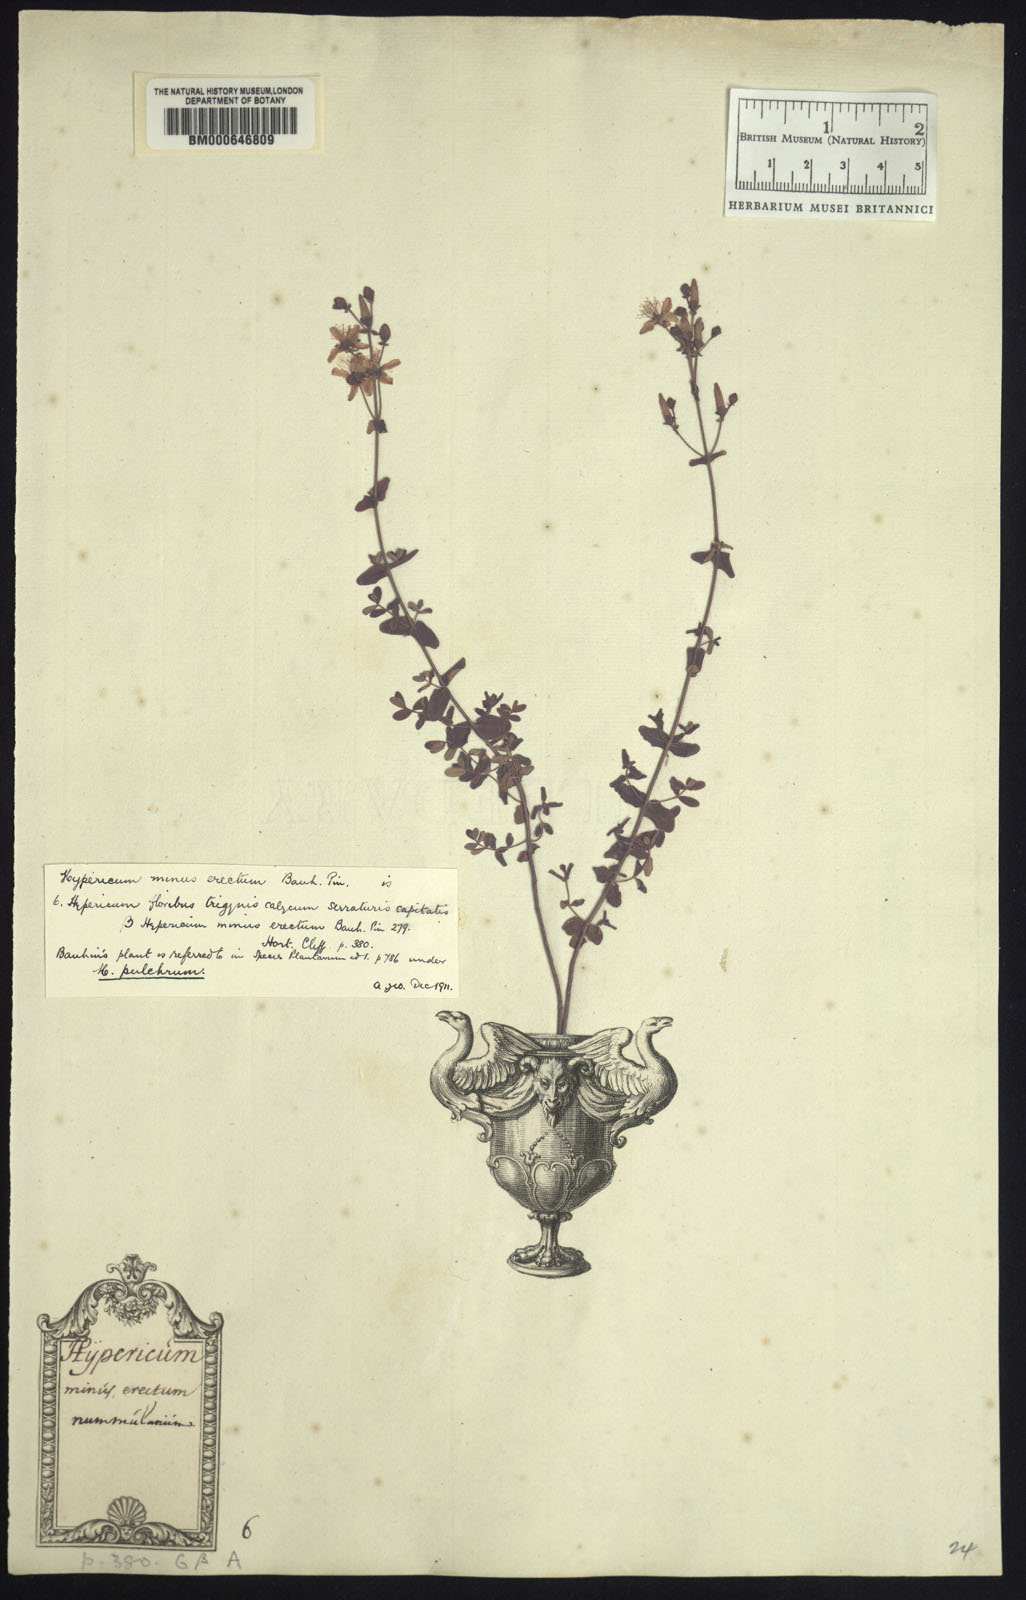 THE NATURAL HISTORY MUSEUM, LONDON
DEPARTMENT OF BOTANY
BM000646809
1 2
BRITISH MUSEUM (NATURAL HISTORY)
1 2 3 4 5
HERBARIUM MUSEI BRITANNICI
Hypericum minus erectum Bauh. Pin. is
6. Hypericum floribus trigynis calycum serraturis capitatis
β Hypericum minus erectum Bauh. Pin 279.
Hort. Cliff. p. 380.
Bauhin's plant is referred to in Species Plantarum ed 1. p 786 under
H. pulchrum.
Dec 1911.
Hÿpericum
minus, erectum
nummularium.
6
p. 380. 6 β A
24